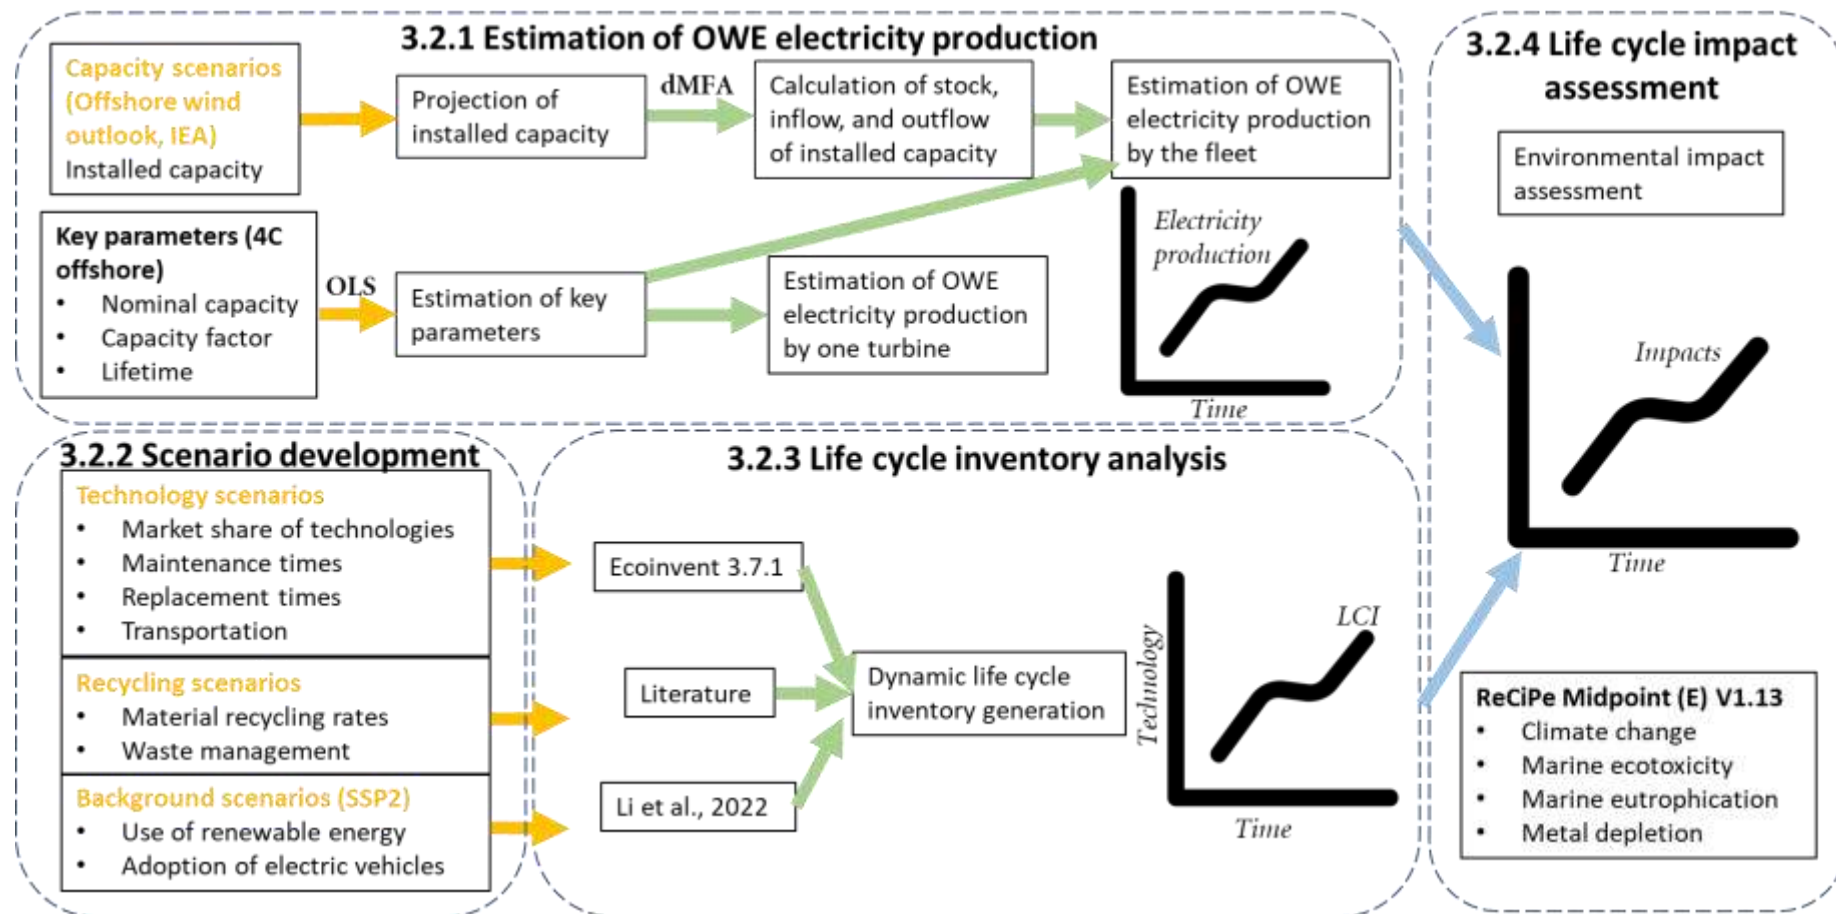 3.2.1 Estimation of OWE electricity production
Capacity scenarios
(Offshore wind
outlook, IEA)
Installed capacity
Projection of
installed capacity
dMFA
Calculation of stock,
inflow, and outflow
of installed capacity
Estimation of OWE
electricity production
by the fleet
Key parameters (4C
offshore)
• Nominal capacity
• Capacity factor
• Lifetime
OLS
Estimation of key
parameters
Estimation of OWE
electricity production
by one turbine
Electricity
production
Time
3.2.2 Scenario development
Technology scenarios
• Market share of technologies
• Maintenance times
• Replacement times
• Transportation
Recycling scenarios
• Material recycling rates
• Waste management
Background scenarios (SSP2)
• Use of renewable energy
• Adoption of electric vehicles
3.2.3 Life cycle inventory analysis
Ecoinvent 3.7.1
Literature
Li et al., 2022
Dynamic life cycle
inventory generation
Technology
LCI
Time
3.2.4 Life cycle impact
assessment
Environmental impact
assessment
Impacts
Time
ReCiPe Midpoint (E) V1.13
• Climate change
• Marine ecotoxicity
• Marine eutrophication
• Metal depletion